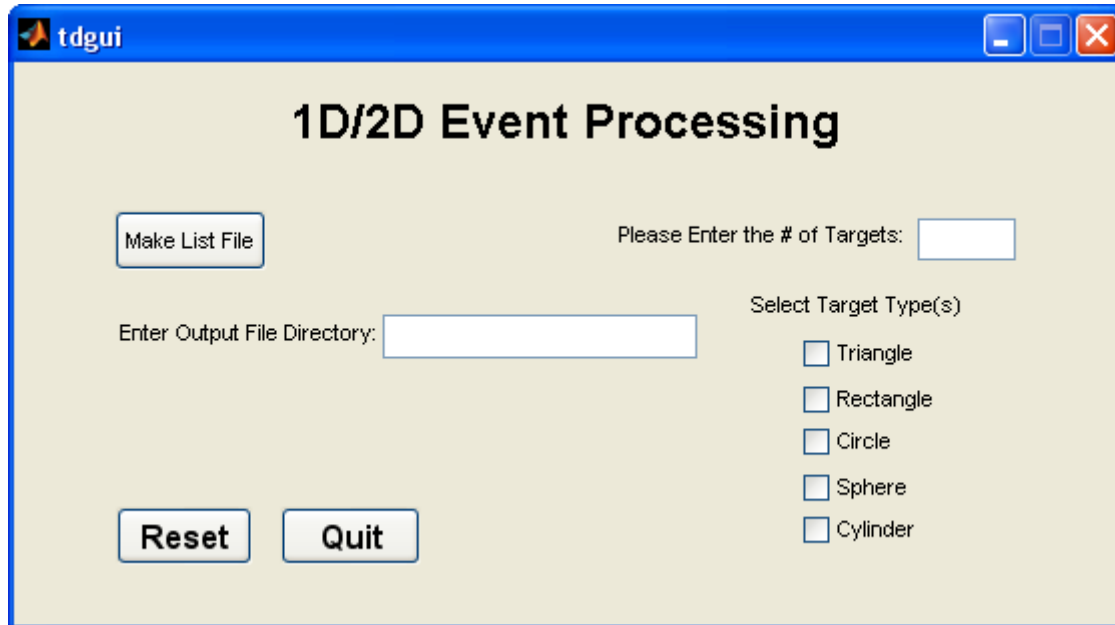 tdgui
1D/2D Event Processing
Make List File
Please Enter the # of Targets:
Select Target Type(s)
Enter Output File Directory:
Triangle
Rectangle
Circle
Sphere
Cylinder
Reset
Quit